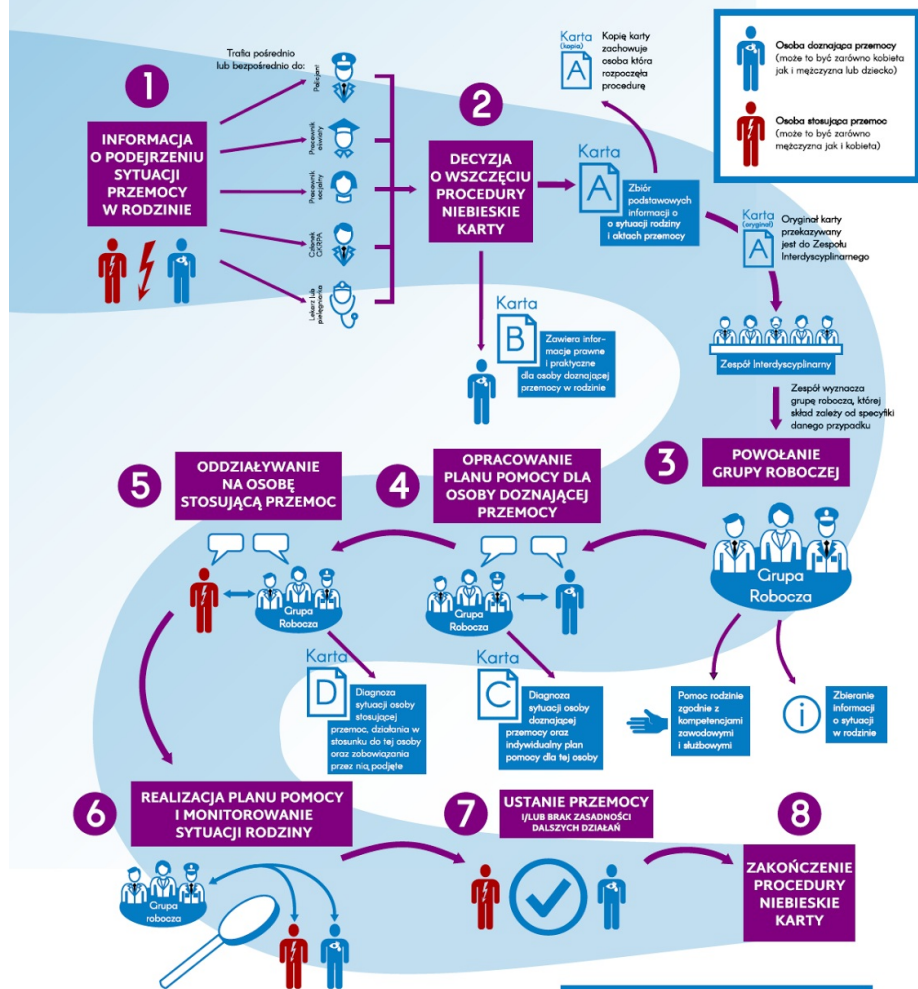 Trafia pośrednio
lub bezpośrednio do:
1
INFORMACJA
O PODEJRZENIU
SYTUACJI
PRZEMOCY
W RODZINIE
Policjant
Pracownik
oświaty
Pracownik
socjalny
Członek
GKRPA
Lekarz lub
pielęgniarka
2
DECYZJA
O WSZCZĘCIU
PROCEDURY
NIEBIESKIE
KARTY
Karta
(kopia)
A
Kopię karty
zachowuje
osoba która
rozpoczęła
procedurę
Osoba doznająca przemocy
(może to być zarówno kobieta
jak i mężczyzna lub dziecko)
Osoba stosująca przemoc
(może to być zarówno
mężczyzna jak i kobieta)
Karta
A
Zbiór
podstawowych
informacji o
o sytuacji rodziny
i aktach przemocy
Karta
(oryginał)
A
Oryginał karty
przekazywany
jest do Zespołu
Interdyscyplinarnego
Karta
B
Zawiera infor-
macje prawne
i praktyczne
dla osoby doznającej
przemocy w rodzinie
Zespół Interdyscyplinarny
Zespół wyznacza
grupę robocza, której
skład zależy od specyfiki
danego przypadku
3
POWOŁANIE
GRUPY ROBOCZEJ
Grupa
Robocza
Pomoc rodzinie
zgodnie z
kompetencjami
zawodowymi
i służbowymi
i
Zbieranie
informacji
o sytuacji
w rodzinie
4
OPRACOWANIE
PLANU POMOCY DLA
OSOBY DOZNAJĄCEJ
PRZEMOCY
Grupa
Robocza
Karta
C
Diagnoza
sytuacji osoby
doznającej
przemocy oraz
indywidualny plan
pomocy dla tej osoby
5
ODDZIAŁYWANIE
NA OSOBĘ
STOSUJĄCĄ PRZEMOC
Grupa
Robocza
Karta
D
Diagnoza
sytuacji osoby
stosującej
przemoc, działania w
stosunku do tej osoby
oraz zobowiązania
przez nią podjęte
6
REALIZACJA PLANU POMOCY
I MONITOROWANIE
SYTUACJI RODZINY
Grupa
robocza
7
USTANIE PRZEMOCY
I/LUB BRAK ZASADNOŚCI
DALSZYCH DZIAŁAŃ
8
ZAKOŃCZENIE
PROCEDURY
NIEBIESKIE
KARTY